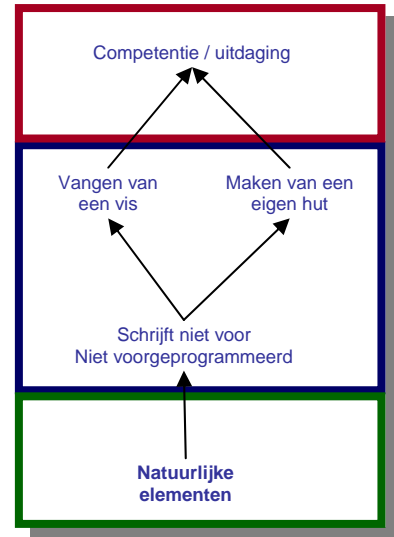 Competentie / uitdaging
Vangen van
een vis
Maken van een
eigen hut
Schrijft niet voor
Niet voorgeprogrammeerd
Natuurlijke
elementen